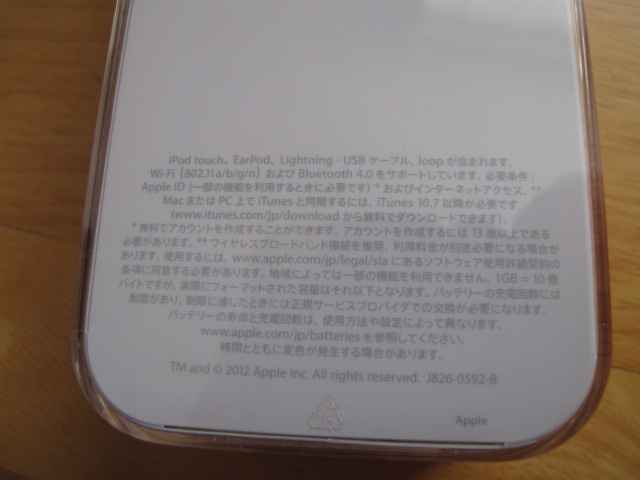 iPod touch、EarPod、Lightning - USB ケーブル、loop が含まれます。
Wi-Fi (802.11a/b/g/n) および Bluetooth 4.0 をサポートしています。必要条件：
Apple ID（一部の機能を利用するときに必要です）* およびインターネットアクセス。**
Mac または PC 上で iTunes と同期するには、iTunes 10.7 以降が必要です
(www.itunes.com/jp/download から無料でダウンロードできます)。
* 無料でアカウントを作成することができます。アカウントを作成するには 13 歳以上である
必要があります。** ワイヤレスブロードバンド接続を推奨、利用料金が別途必要になる場合が
あります。使用するには、www.apple.com/jp/legal/sla にあるソフトウェア使用許諾契約の
条項に同意する必要があります。地域によっては一部の機能を利用できません。1GB = 10 億
バイトですが、実際にフォーマットされた容量はそれ以下となります。バッテリーの充電回数には
制限があり、制限に達したときには正規サービスプロバイダでの交換が必要になります。
バッテリーの寿命と充電回数は、使用方法や設定によって異なります。
www.apple.com/jp/batteries を参照してください。
時間とともに変色が発生する場合があります。
TM and © 2012 Apple Inc. All rights reserved. J826-0592-B
Apple